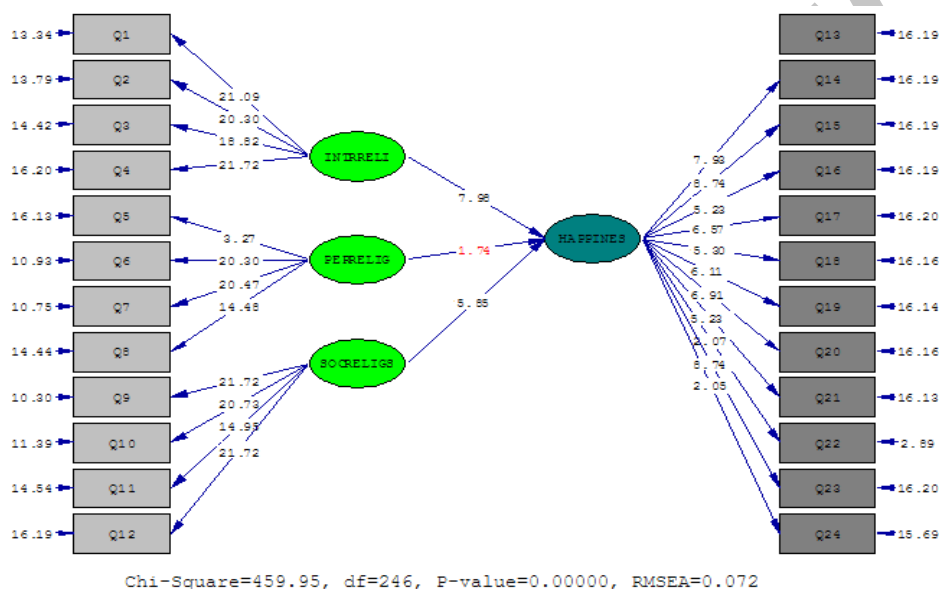 13.34 Q1
13.79 Q2
14.42 Q3
16.20 Q4
16.13 Q5
10.93 Q6
10.75 Q7
14.44 Q8
10.30 Q9
11.39 Q10
14.54 Q11
16.19 Q12
21.09
20.30
18.82
21.72
3.27
20.30
20.47
14.48
21.72
20.73
14.95
21.72
INTRRELI
PERRELIG
SOCRELIGS
7.98
1.74
5.85
HAPPINES
7.93
8.74
5.23
6.57
5.30
6.11
6.91
5.23
2.07
8.74
2.05
Q13 16.19
Q14 16.19
Q15 16.19
Q16 16.19
Q17 16.20
Q18 16.16
Q19 16.14
Q20 16.16
Q21 16.13
Q22 2.89
Q23 16.20
Q24 15.69
Chi-Square=459.95, df=246, P-value=0.00000, RMSEA=0.072